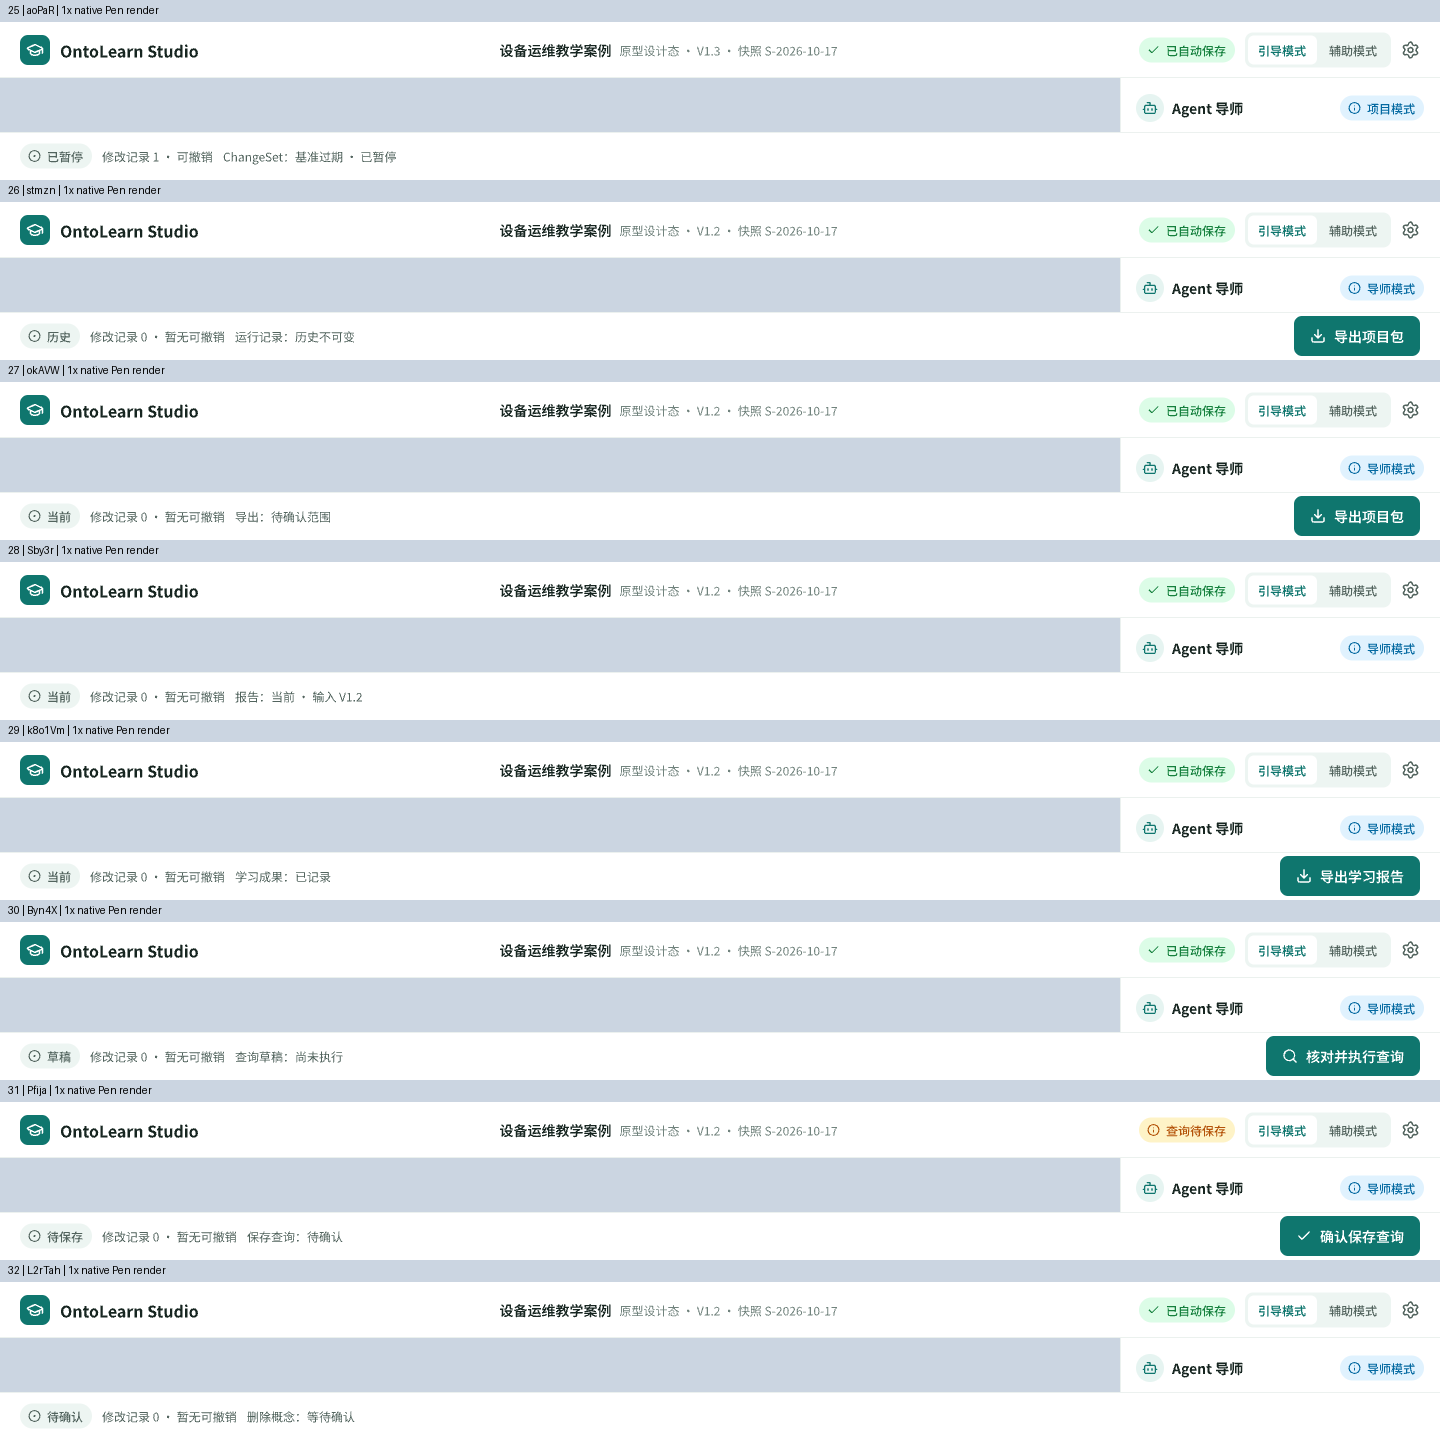 25 | aoPaR | 1x native Pen render
OntoLearn Studio 设备运维教学案例 原型设计态 · V1.3 · 快照 S-2026-10-17 已自动保存 引导模式 辅助模式
Agent 导师 项目模式
已暂停 修改记录 1 · 可撤销 ChangeSet：基准过期 · 已暂停
26 | stmzn | 1x native Pen render
OntoLearn Studio 设备运维教学案例 原型设计态 · V1.2 · 快照 S-2026-10-17 已自动保存 引导模式 辅助模式
Agent 导师 导师模式
历史 修改记录 0 · 暂无可撤销 运行记录：历史不可变 导出项目包
27 | okAVW | 1x native Pen render
OntoLearn Studio 设备运维教学案例 原型设计态 · V1.2 · 快照 S-2026-10-17 已自动保存 引导模式 辅助模式
Agent 导师 导师模式
当前 修改记录 0 · 暂无可撤销 导出：待确认范围 导出项目包
28 | Sby3r | 1x native Pen render
OntoLearn Studio 设备运维教学案例 原型设计态 · V1.2 · 快照 S-2026-10-17 已自动保存 引导模式 辅助模式
Agent 导师 导师模式
当前 修改记录 0 · 暂无可撤销 报告：当前 · 输入 V1.2
29 | k8o1Vm | 1x native Pen render
OntoLearn Studio 设备运维教学案例 原型设计态 · V1.2 · 快照 S-2026-10-17 已自动保存 引导模式 辅助模式
Agent 导师 导师模式
当前 修改记录 0 · 暂无可撤销 学习成果：已记录 导出学习报告
30 | Byn4X | 1x native Pen render
OntoLearn Studio 设备运维教学案例 原型设计态 · V1.2 · 快照 S-2026-10-17 已自动保存 引导模式 辅助模式
Agent 导师 导师模式
草稿 修改记录 0 · 暂无可撤销 查询草稿：尚未执行 核对并执行查询
31 | Pfija | 1x native Pen render
OntoLearn Studio 设备运维教学案例 原型设计态 · V1.2 · 快照 S-2026-10-17 查询待保存 引导模式 辅助模式
Agent 导师 导师模式
待保存 修改记录 0 · 暂无可撤销 保存查询：待确认 确认保存查询
32 | L2rTah | 1x native Pen render
OntoLearn Studio 设备运维教学案例 原型设计态 · V1.2 · 快照 S-2026-10-17 已自动保存 引导模式 辅助模式
Agent 导师 导师模式
待确认 修改记录 0 · 暂无可撤销 删除概念：等待确认